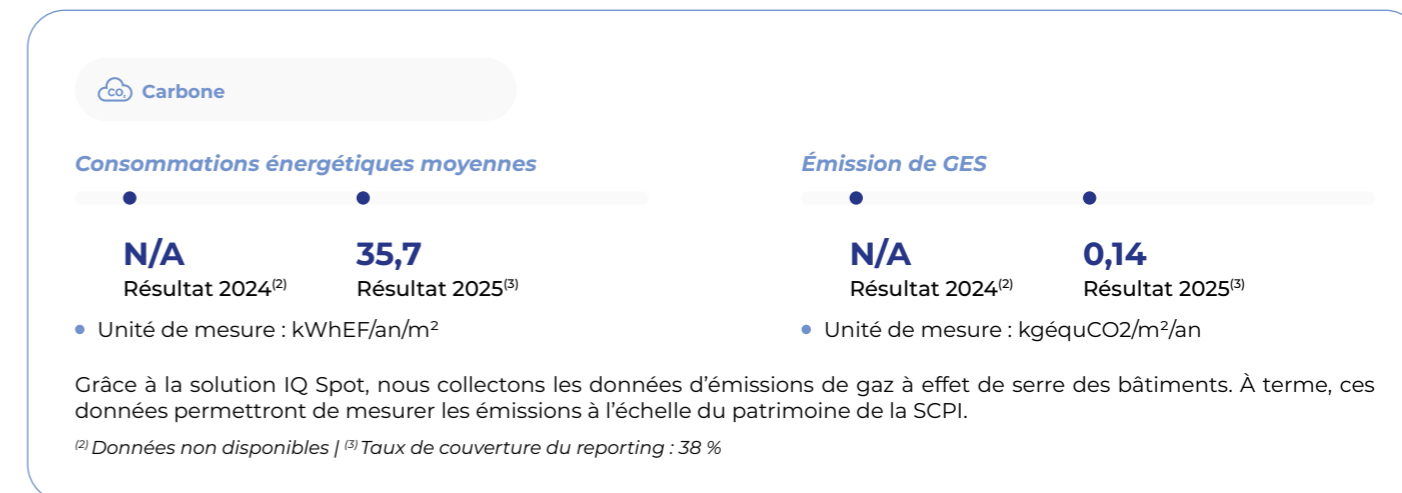 CO₂ Carbone
Consommations énergétiques moyennes
N/A
Résultat 2024⁽²⁾
35,7
Résultat 2025⁽³⁾
• Unité de mesure : kWhEF/an/m²
Émission de GES
N/A
Résultat 2024⁽²⁾
0,14
Résultat 2025⁽³⁾
• Unité de mesure : kgéquCO2/m²/an
Grâce à la solution IQ Spot, nous collectons les données d’émissions de gaz à effet de serre des bâtiments. À terme, ces
données permettront de mesurer les émissions à l’échelle du patrimoine de la SCPI.
⁽²⁾ Données non disponibles | ⁽³⁾ Taux de couverture du reporting : 38 %